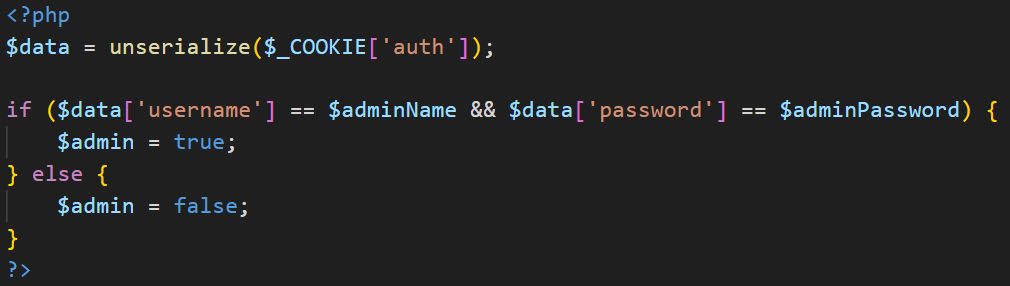 <?php
$data = unserialize($_COOKIE['auth']);
if ($data['username'] == $adminName && $data['password'] == $adminPassword) {
    $admin = true;
} else {
    $admin = false;
}
?>